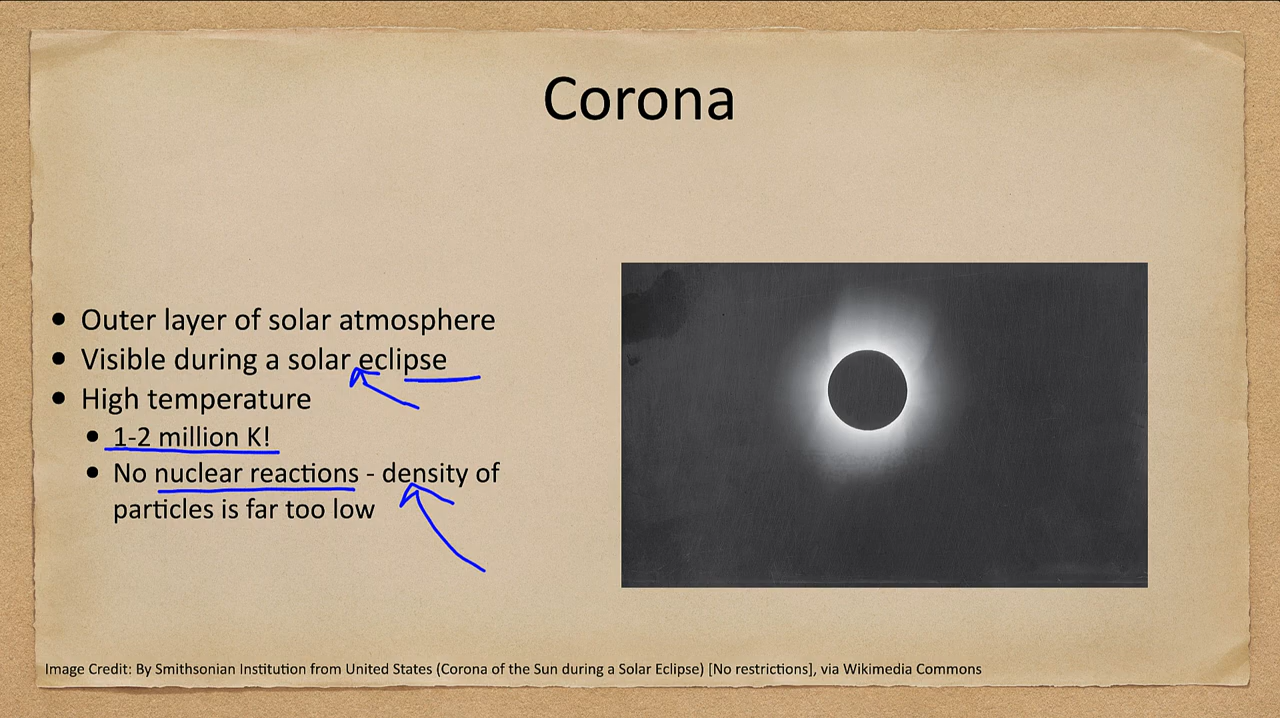 Corona
• Outer layer of solar atmosphere
• Visible during a solar eclipse
• High temperature
• 1-2 million K!
• No nuclear reactions - density of
particles is far too low
Image Credit: By Smithsonian Institution from United States (Corona of the Sun during a Solar Eclipse) [No restrictions], via Wikimedia Commons